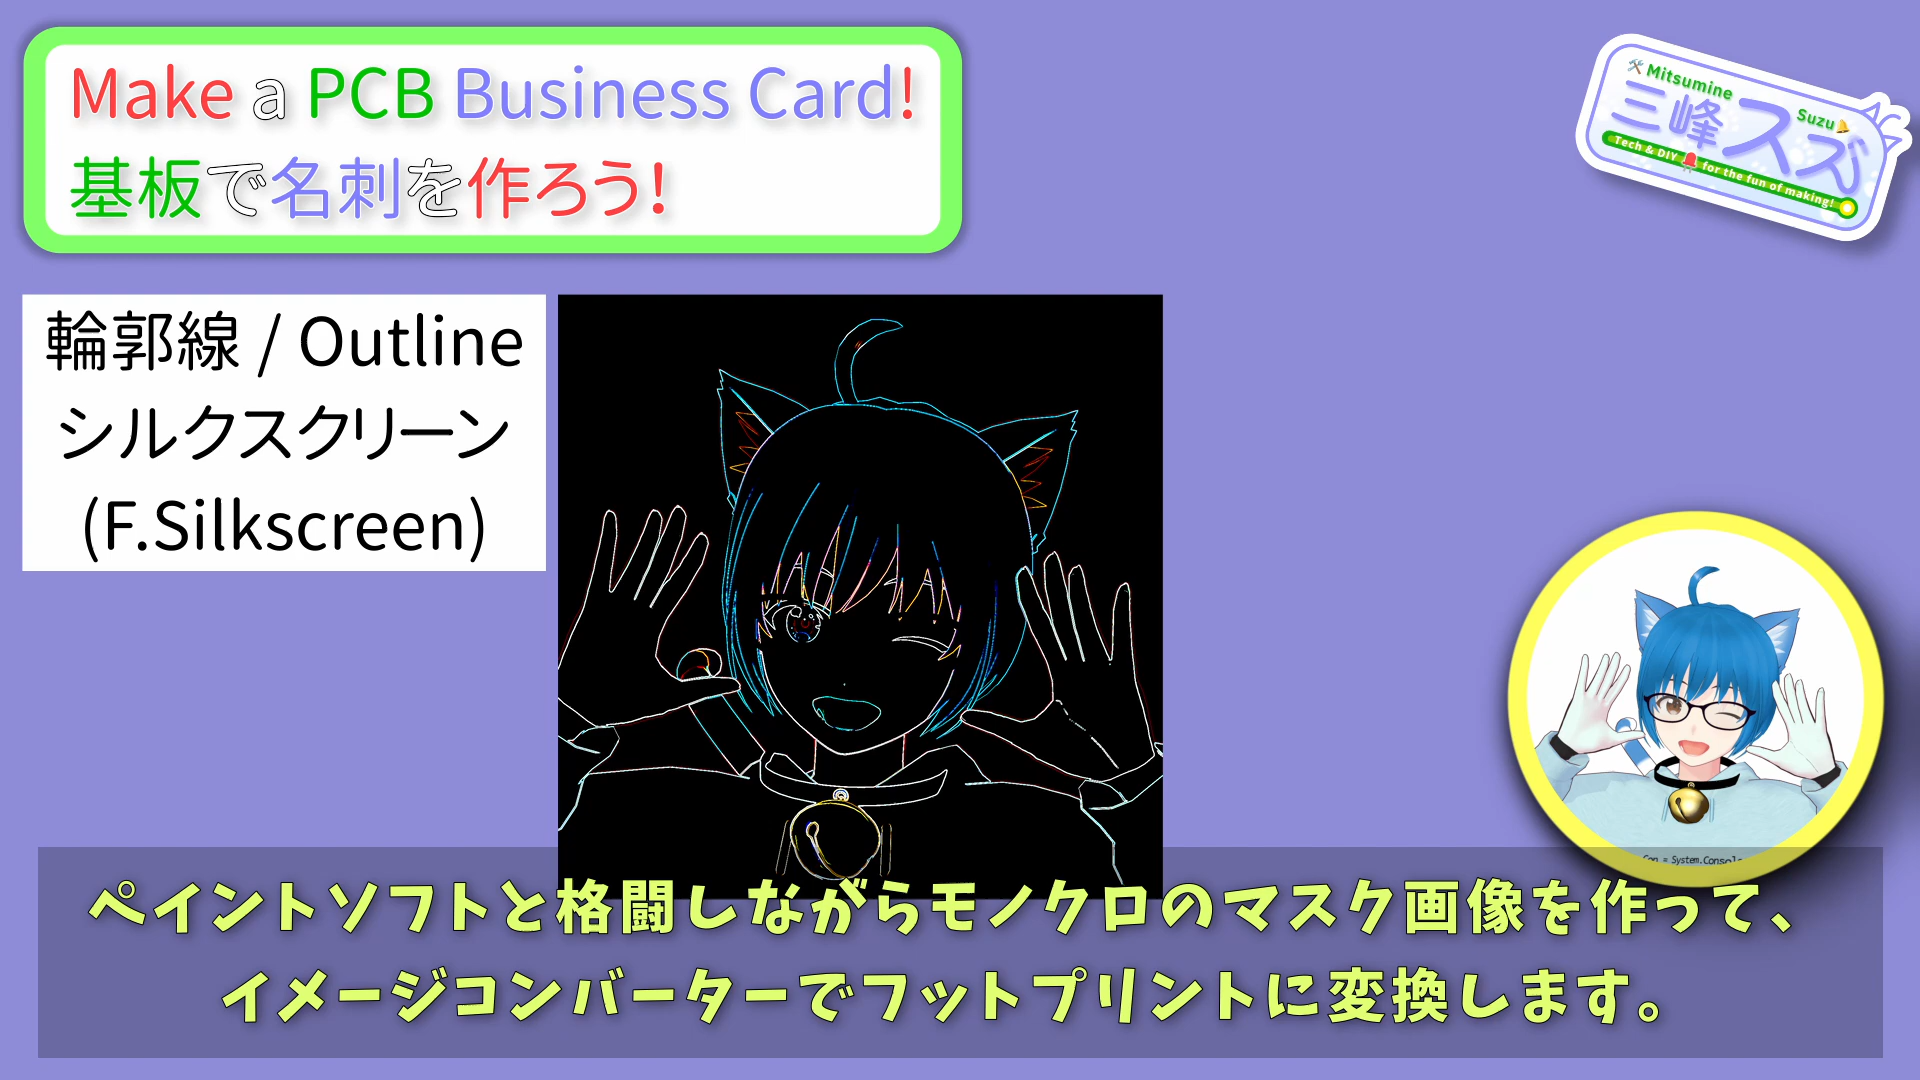 Make a PCB Business Card!
基板で名刺を作ろう!
Mitsumine
Suzu
三峰スズ
Tech & DIY for the fun of making!
輪郭線 / Outline
シルクスクリーン
(F.Silkscreen)
ペイントソフトと格闘しながらモノクロのマスク画像を作って、
イメージコンバーターでフットプリントに変換します。